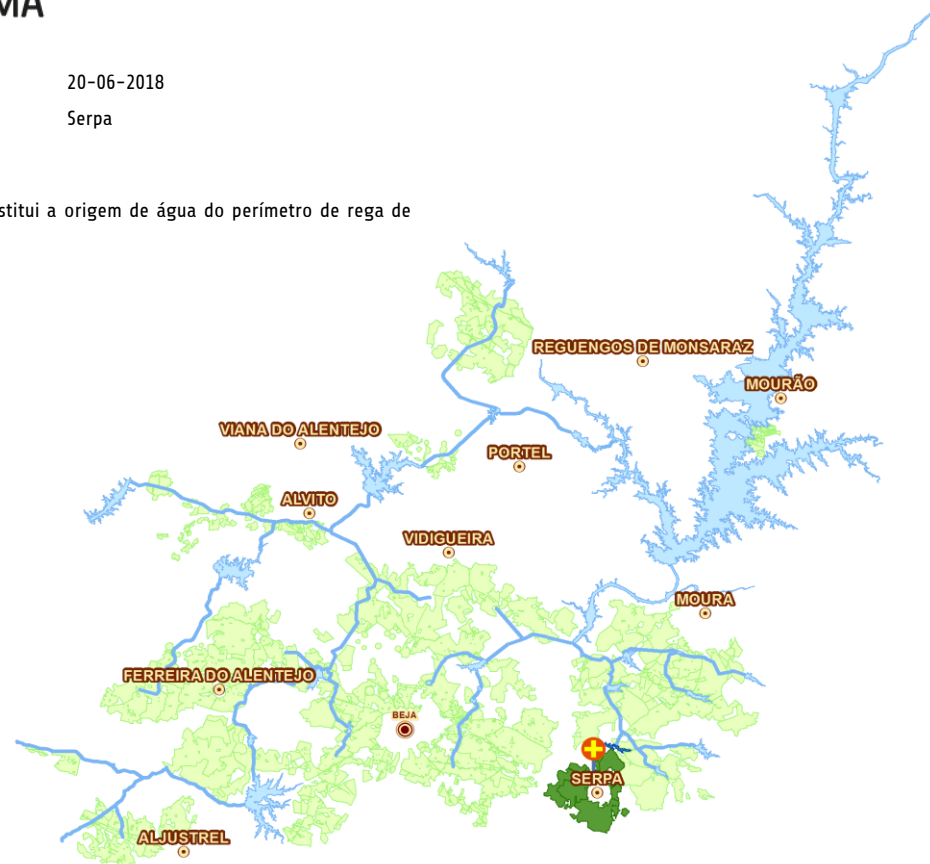 MA
20-06-2018
Serpa
stitui a origem de água do perímetro de rega de
REGUENGOS DE MONSARAZ
MOURÃO
VIANA DO ALENTEJO
PORTEL
ALVITO
VIDIGUEIRA
MOURA
FERREIRA DO ALENTEJO
BEJA
SERPA
ALJUSTREL